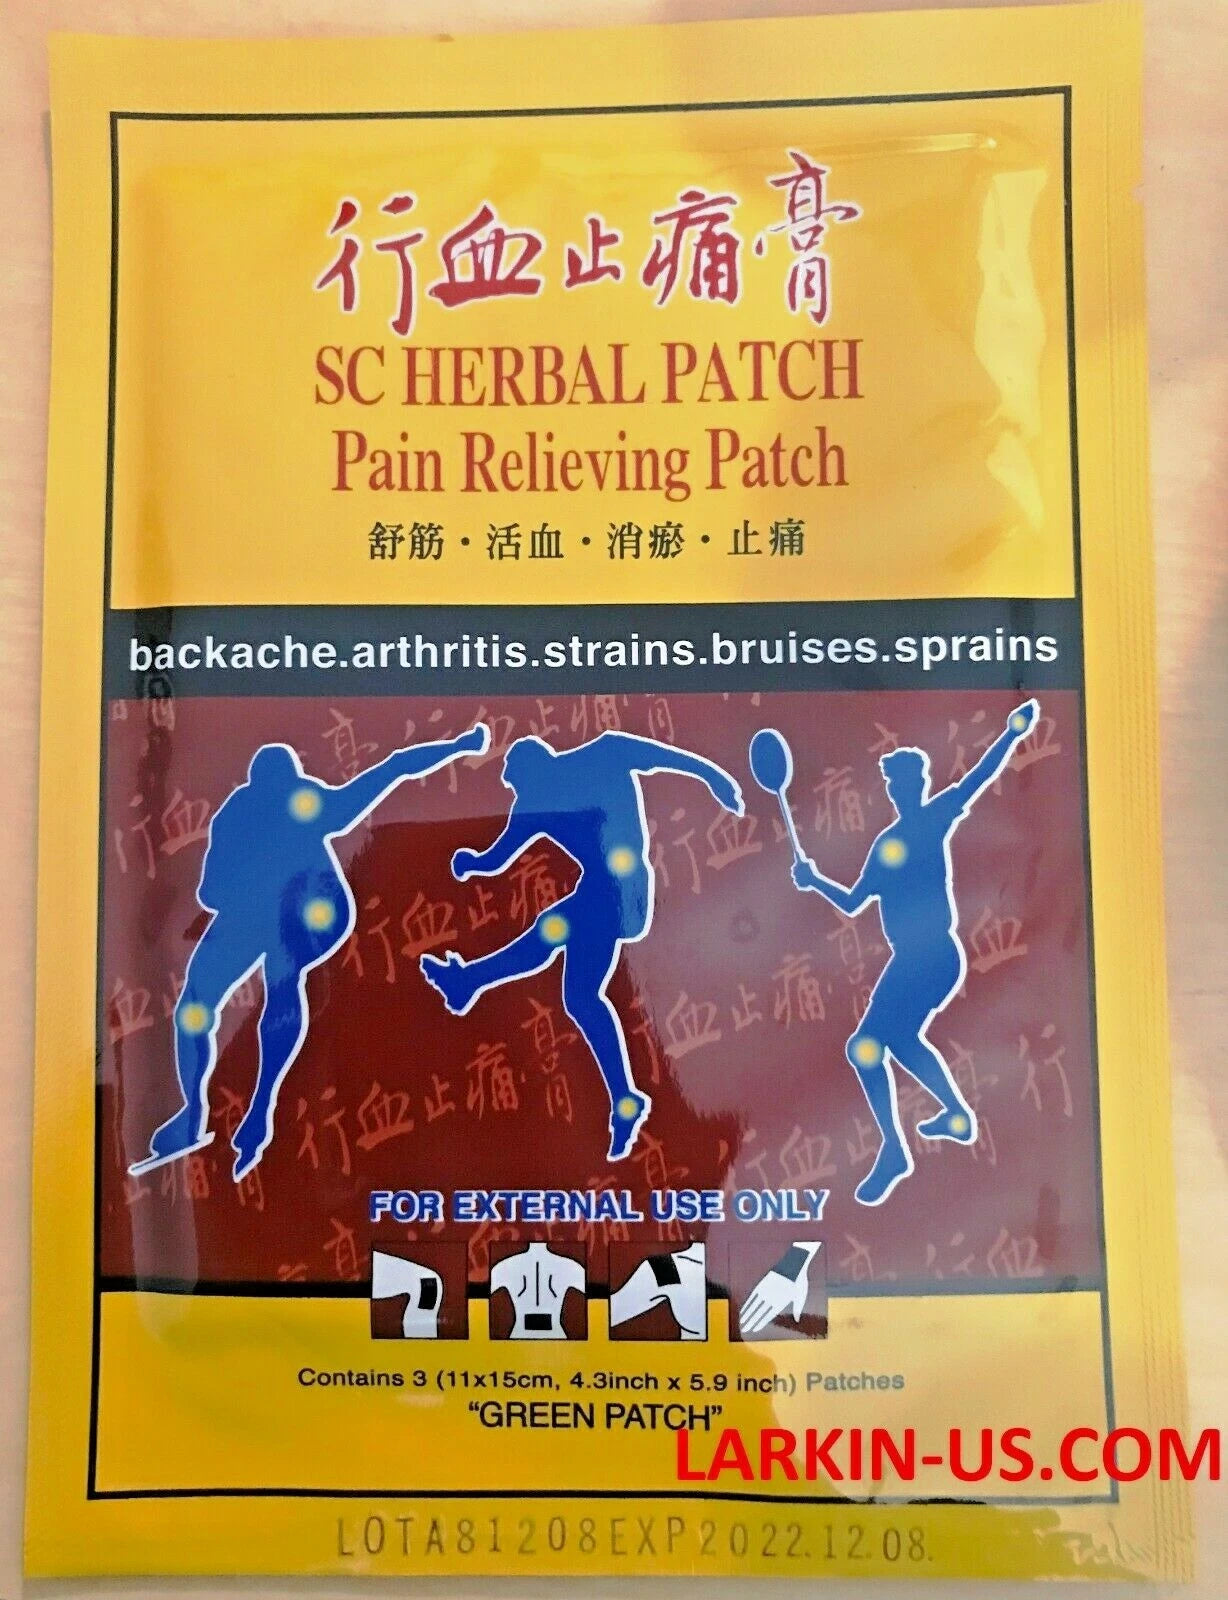 行血止痛膏
SC HERBAL PATCH
Pain Relieving Patch
舒筋・活血・消瘀・止痛
backache.arthritis.strains.bruises.sprains
FOR EXTERNAL USE ONLY
Contains 3 (11x15cm, 4.3inch x 5.9 inch) Patches
“GREEN PATCH”
LARKIN-US.COM
LOTA81208EXP2022.12.08.